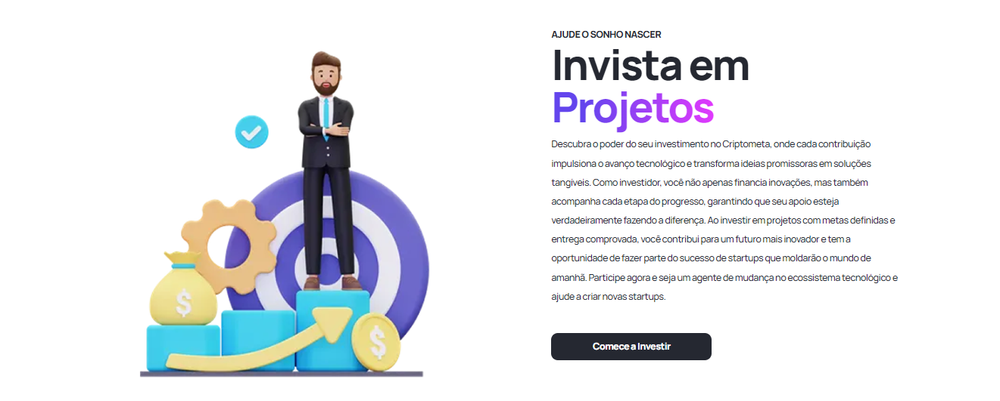 AJUDE O SONHO NASCER
Invista em
Projetos
Descubra o poder do seu investimento no Criptometa, onde cada contribuição
impulsiona o avanço tecnológico e transforma ideias promissoras em soluções
tangíveis. Como investidor, você não apenas financia inovações, mas também
acompanha cada etapa do progresso, garantindo que seu apoio esteja
verdadeiramente fazendo a diferença. Ao investir em projetos com metas definidas e
entrega comprovada, você contribui para um futuro mais inovador e tem a
oportunidade de fazer parte do sucesso de startups que moldarão o mundo de
amanhã. Participe agora e seja um agente de mudança no ecossistema tecnológico e
ajude a criar novas startups.
Comece a Investir
$
$